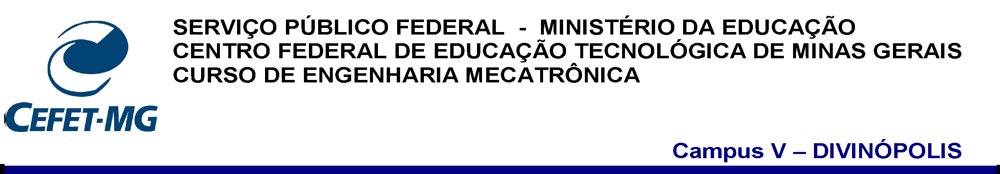 SERVIÇO PÚBLICO FEDERAL - MINISTÉRIO DA EDUCAÇÃO
CENTRO FEDERAL DE EDUCAÇÃO TECNOLÓGICA DE MINAS GERAIS
CURSO DE ENGENHARIA MECATRÔNICA
CEFET-MG
Campus V – DIVINÓPOLIS